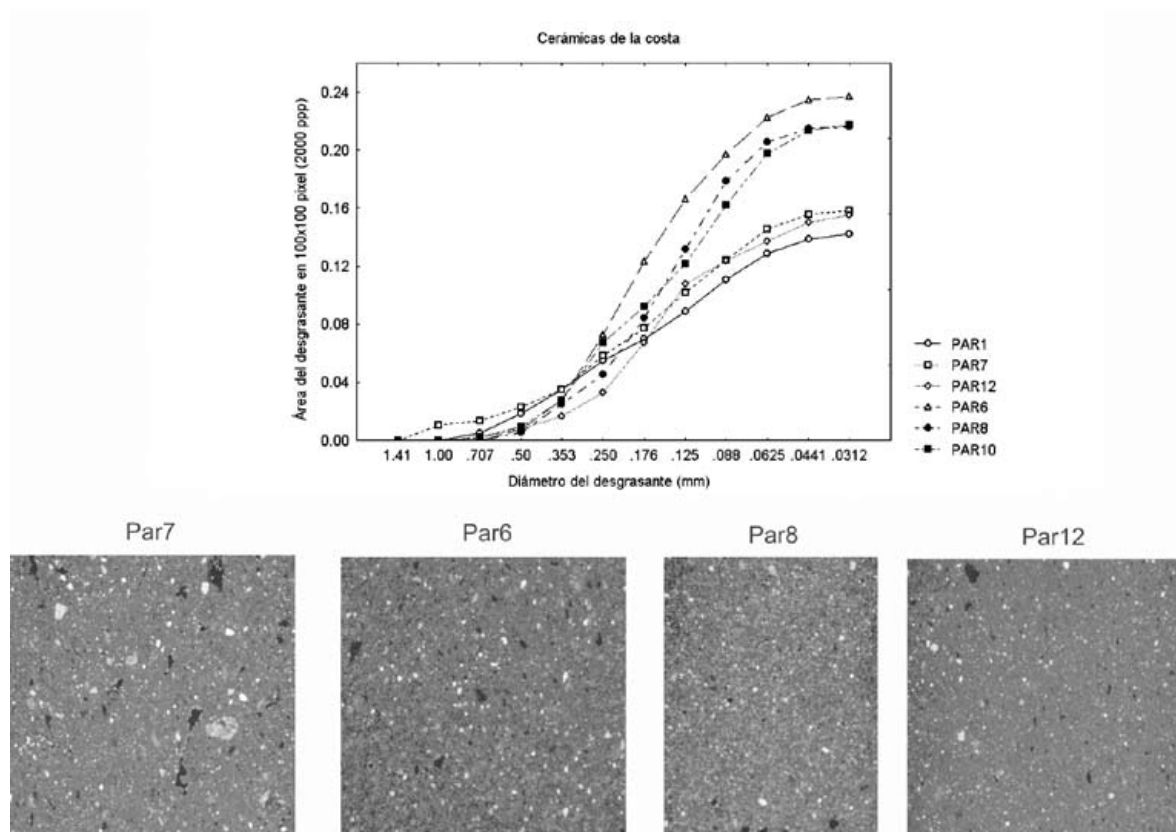 Cerámicas de la costa
Área del desgrasante en 100x100 pixel (2000 ppp)
0.24
0.20
0.16
0.12
0.08
0.04
0.00
1.41 1.00 .707 .50 .353 .250 .176 .125 .088 .0625 .0441 .0312
Diámetro del desgrasante (mm)
PAR1
PAR7
PAR12
PAR6
PAR8
PAR10
Par7 Par6 Par8 Par12